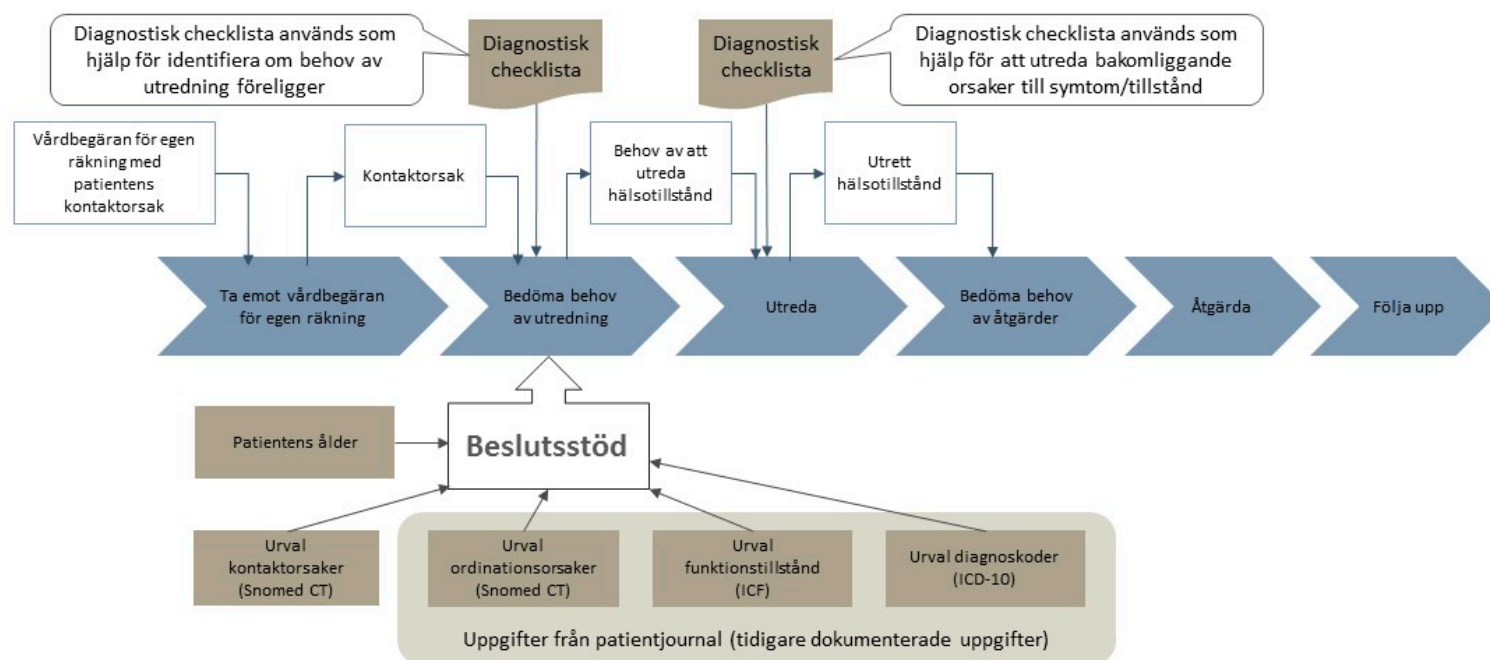 Diagnostisk checklista används som
hjälp för identifiera om behov av
utredning föreligger
Diagnostisk
checklista
Diagnostisk
checklista
Diagnostisk checklista används som
hjälp för att utreda bakomliggande
orsaker till symtom/tillstånd
Vårdbegäran för egen
räkning med
patientens
kontaktorsak
Kontaktorsak
Behov av att
utreda
hälsotillstånd
Utrett
hälsotillstånd
Ta emot vårdbegäran
för egen räkning
Bedöma behov
av utredning
Utreda
Bedöma behov
av åtgärder
Åtgärda
Följa upp
Patientens ålder
Beslutsstöd
Urval
kontaktorsaker
(Snomed CT)
Urval
ordinationsorsaker
(Snomed CT)
Urval
funktionstillstånd
(ICF)
Urval diagnoskoder
(ICD-10)
Uppgifter från patientjournal (tidigare dokumenterade uppgifter)